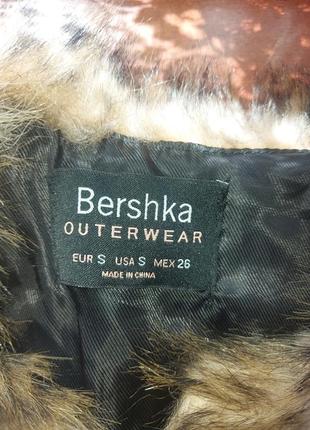 Bershka
OUTERWEAR
EUR S USA S MEX 26
MADE IN CHINA